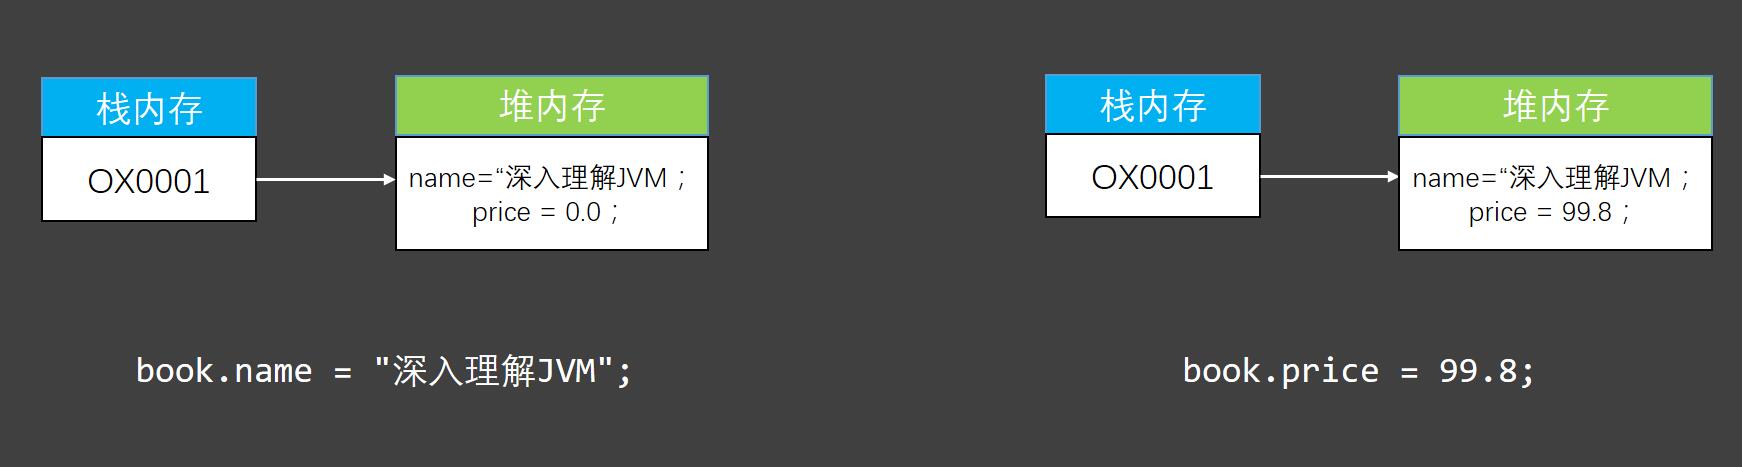 栈内存
堆内存
OX0001
name=“深入理解JVM ;
price = 0.0 ;
book.name = "深入理解JVM";
栈内存
堆内存
OX0001
name=“深入理解JVM ;
price = 99.8 ;
book.price = 99.8;